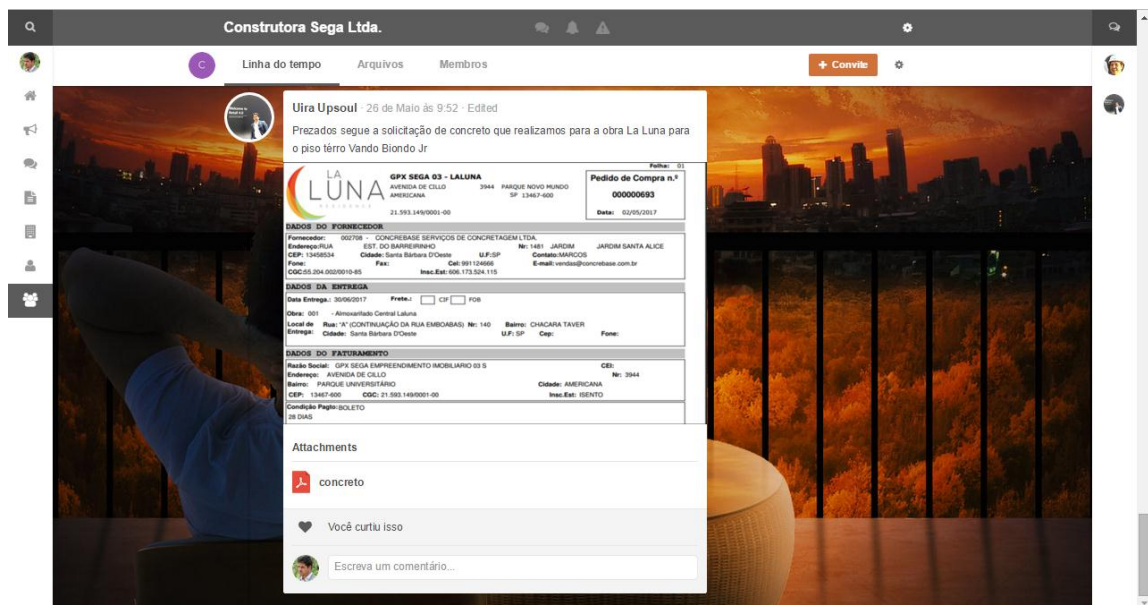 Construtora Sega Ltda.
C
Linha do tempo
Arquivos
Membros
+ Convite
Uira Upsoul · 26 de Maio ás 9:52 · Edited
Prezados segue a solicitação de concreto que realizamos para a obra La Luna para
o piso térro Vando Biondo Jr
Folha: 01
LA
LUNA
RESIDENCE
GPX SEGA 03 - LALUNA
AVENIDA DE CILLO 3944 PARQUE NOVO MUNDO
AMERICANA SP 13467-600
21.593.149/0001-00
Pedido de Compra n.º
000000693
Data: 02/05/2017
DADOS DO FORNECEDOR
Fornecedor: 002708 - CONCREBASE SERVIÇOS DE CONCRETAGEM LTDA.
Endereço:RUA EST. DO BARREIRINHO Nr: 1481 JARDIM JARDIM SANTA ALICE
CEP: 13458534 Cidade: Santa Bárbara D'Oeste U.F:SP Contato:MARCOS
Fone: Fax: Cel: 991124666 E-mail: vendas@concrebase.com.br
CGC:55.204.002/0010-65 Insc.Est: 606.173.524.115
DADOS DA ENTREGA
Data Entrega.: 30/06/2017 Frete.: CIF FOB
Obra: 001 - Almoxarifado Central Laluna
Local de Rua: "A" (CONTINUAÇÃO DA RUA EMBOABAS) Nr: 140 Bairro: CHACARA TAVER
Entrega: Cidade: Santa Bárbara D'Oeste U.F: SP Cep: Fone:
DADOS DO FATURAMENTO
Razão Social: GPX SEGA EMPREENDIMENTO IMOBILIARIO 03 S CEI:
Endereço: AVENIDA DE CILLO Nr: 3944
Bairro: PARQUE UNIVERSITÁRIO Cidade: AMERICANA
CEP: 13467-600 CGC: 21.593.149/0001-00 Insc.Est: ISENTO
Condição Pagto: BOLETO
28 DIAS
Attachments
concreto
Você curtiu isso
Escreva um comentário...